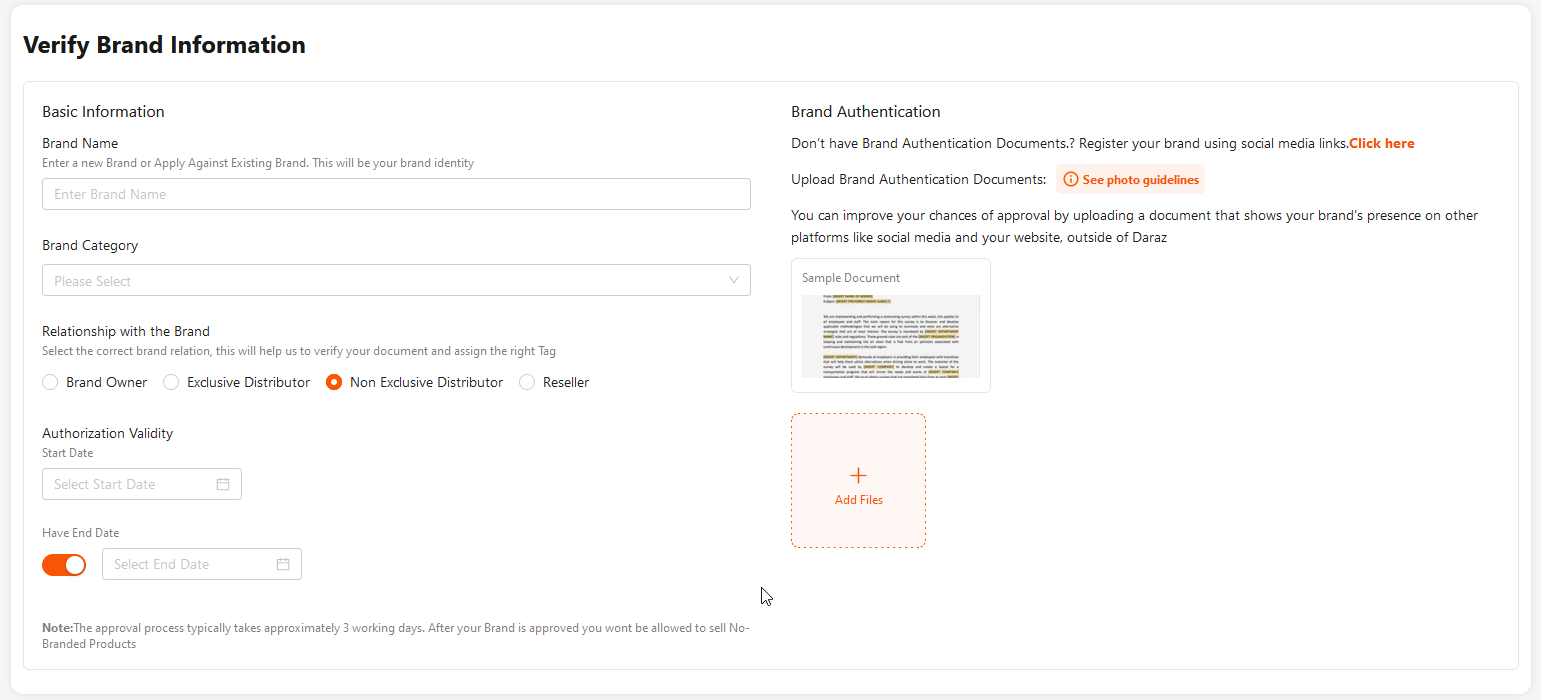 Verify Brand Information
Basic Information
Brand Name
Enter a new Brand or Apply Against Existing Brand. This will be your brand identity
Enter Brand Name
Brand Category
Please Select
Relationship with the Brand
Select the correct brand relation, this will help us to verify your document and assign the right Tag
Brand Owner
Exclusive Distributor
Non Exclusive Distributor
Reseller
Authorization Validity
Start Date
Select Start Date
Have End Date
Select End Date
Note:The approval process typically takes approximately 3 working days. After your Brand is approved you wont be allowed to sell No-
Branded Products
Brand Authentication
Don't have Brand Authentication Documents.? Register your brand using social media links.Click here
Upload Brand Authentication Documents:
See photo guidelines
You can improve your chances of approval by uploading a document that shows your brand's presence on other
platforms like social media and your website, outside of Daraz
Sample Document
Add Files